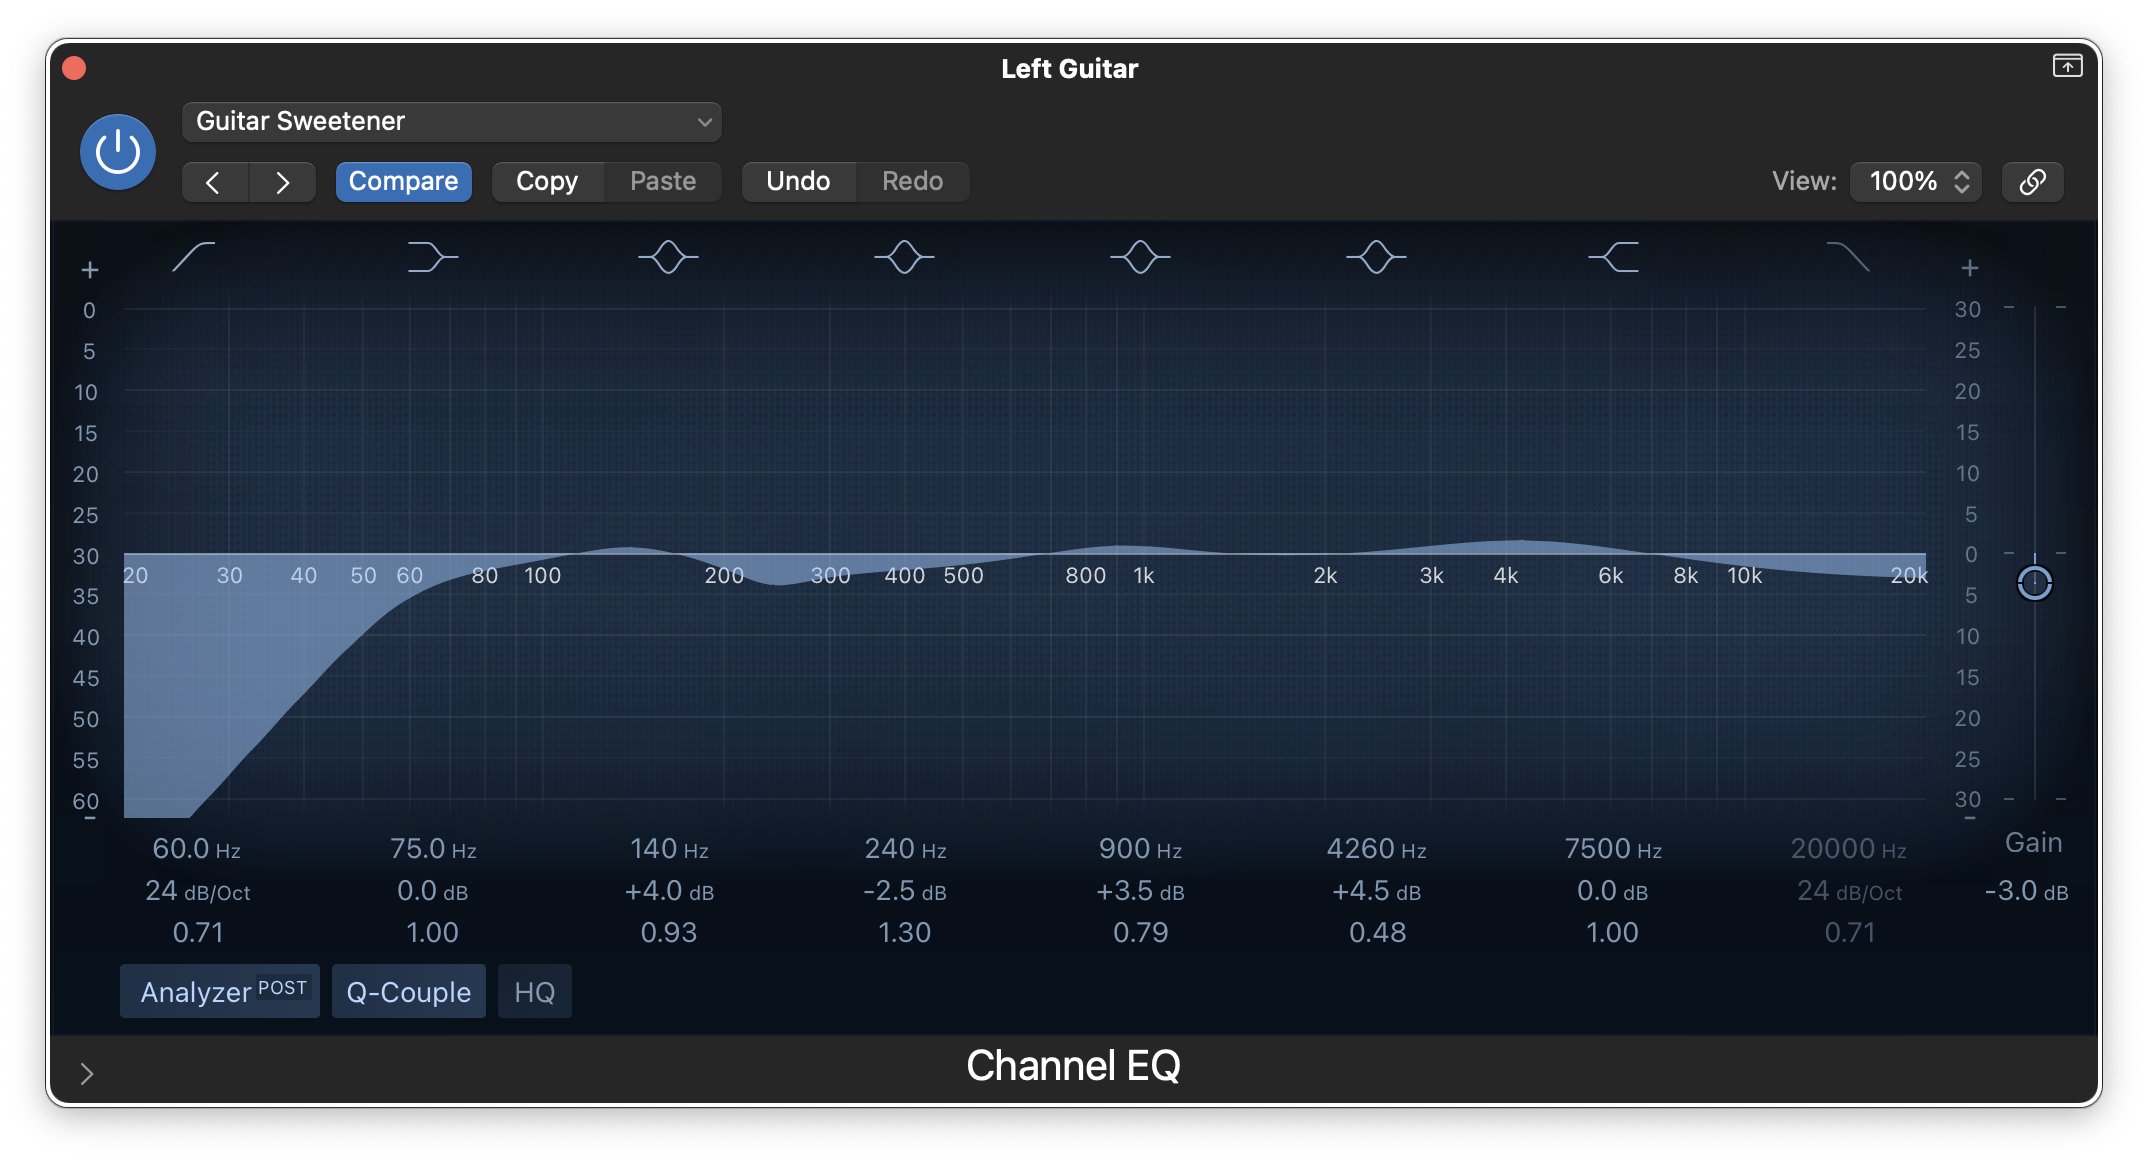 Left Guitar
Guitar Sweetener
Compare Copy Paste Undo Redo View: 100%
+ +
0 30
5 25
10 20
15 15
20 10
25 5
30 0
20 30 40 50 60 80 100 200 300 400 500 800 1k 2k 3k 4k 6k 8k 10k 20k
35 5
40 10
45 15
50 20
55 25
60 30
- -
60.0 Hz 75.0 Hz 140 Hz 240 Hz 900 Hz 4260 Hz 7500 Hz 20000 Hz Gain
24 dB/Oct 0.0 dB +4.0 dB -2.5 dB +3.5 dB +4.5 dB 0.0 dB 24 dB/Oct -3.0 dB
0.71 1.00 0.93 1.30 0.79 0.48 1.00 0.71
Analyzer POST Q-Couple HQ
Channel EQ